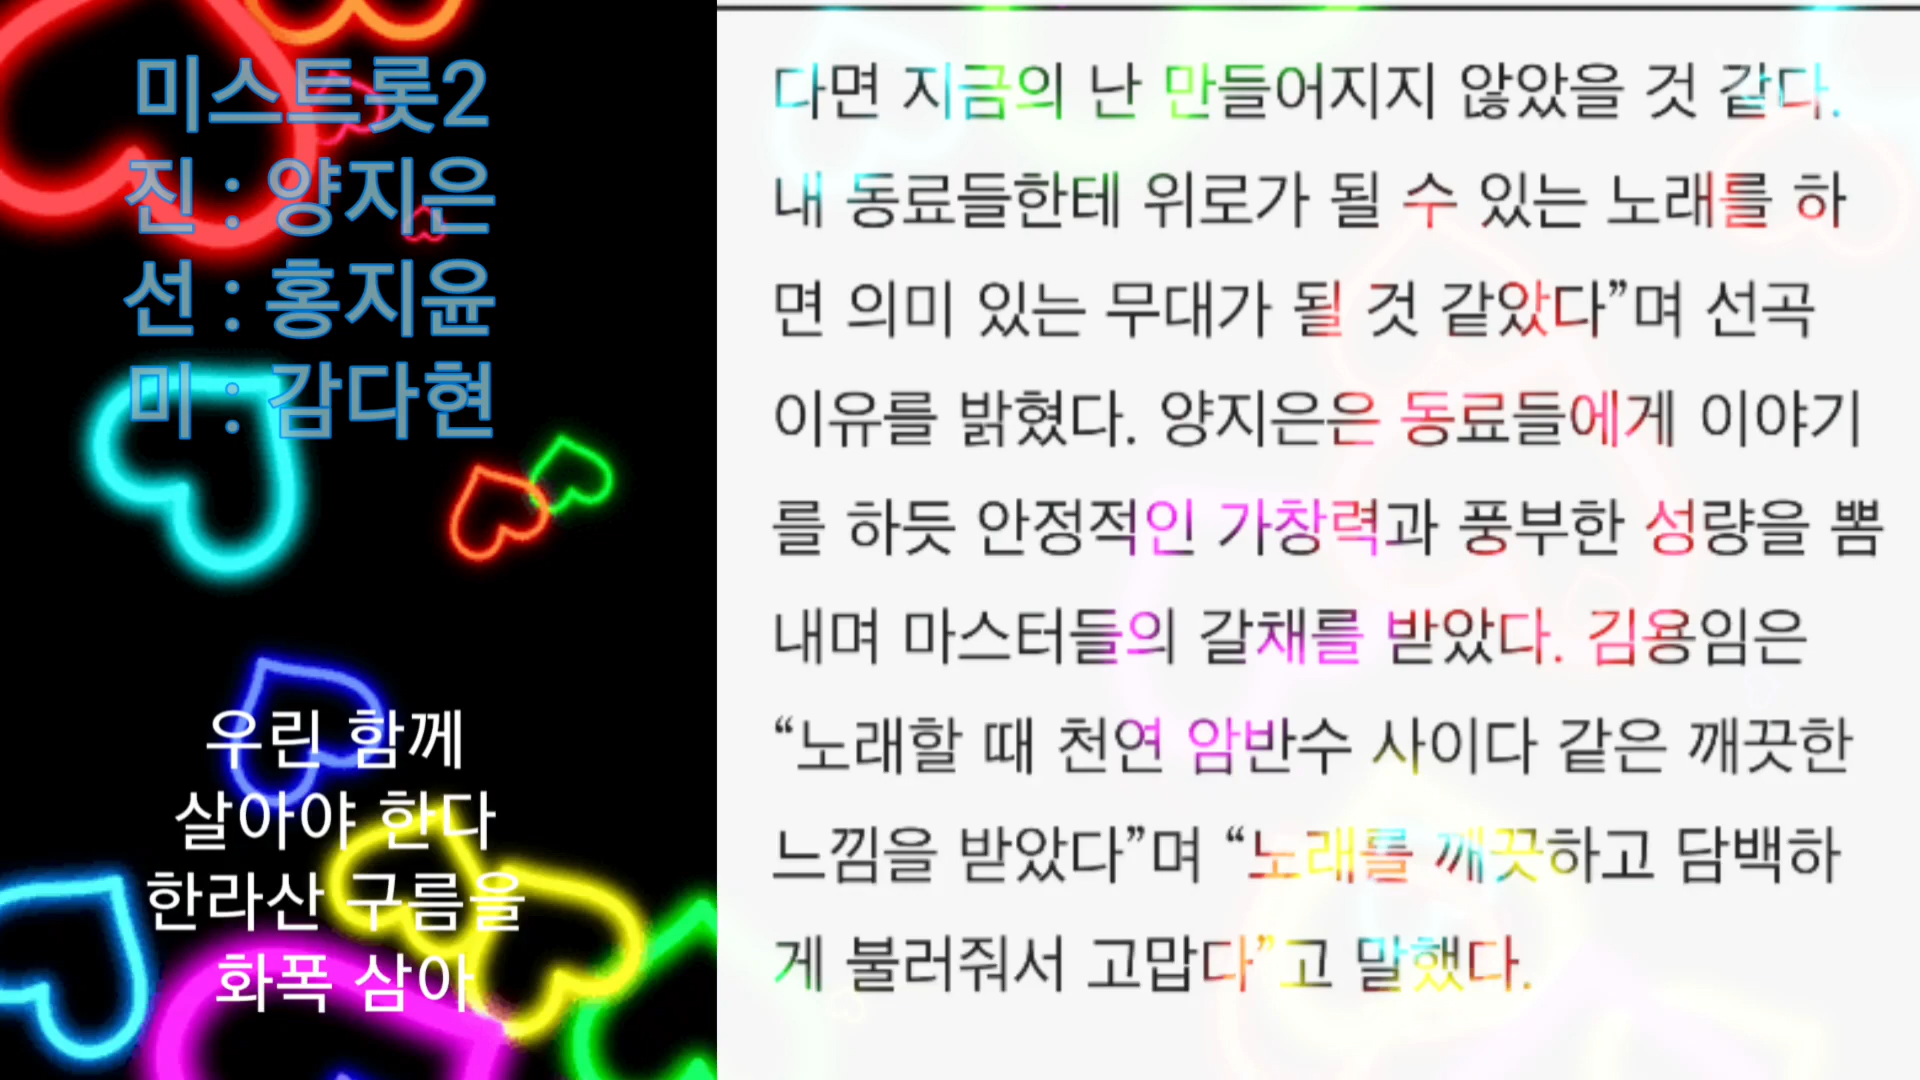 미스트롯2
진 : 양지은
선 : 홍지윤
미 : 감다현
우린 함께
살아야 한다
한라산 구름을
화폭 삼아
다면 지금의 난 만들어지지 않았을 것 같다.
내 동료들한테 위로가 될 수 있는 노래를 하
면 의미 있는 무대가 될 것 같았다”며 선곡
이유를 밝혔다. 양지은은 동료들에게 이야기
를 하듯 안정적인 가창력과 풍부한 성량을 뽐
내며 마스터들의 갈채를 받았다. 김용임은
“노래할 때 천연 암반수 사이다 같은 깨끗한
느낌을 받았다”며 “노래를 깨끗하고 담백하
게 불러줘서 고맙다”고 말했다.